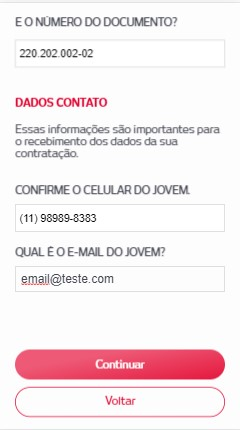 E O NÚMERO DO DOCUMENTO?
220.202.002-02
DADOS CONTATO
Essas informações são importantes para
o recebimento dos dados da sua
contratação.
CONFIRME O CELULAR DO JOVEM.
(11) 98989-8383
QUAL É O E-MAIL DO JOVEM?
email@teste.com
Continuar
Voltar